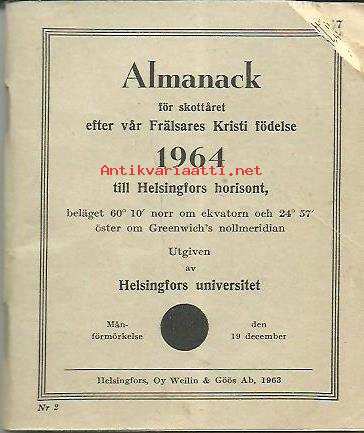 7
Almanack
för skottåret
efter vår Frälsares Kristi födelse
1964
Antikvariaatti.net
till Helsingfors horisont,
beläget 60° 10' norr om ekvatorn och 24° 57'
öster om Greenwich's nollmeridian
Utgiven
av
Helsingfors universitet
Mån- den
förmörkelse 19 december
Helsingfors, Oy Weilin & Göös Ab, 1963
Nr 2